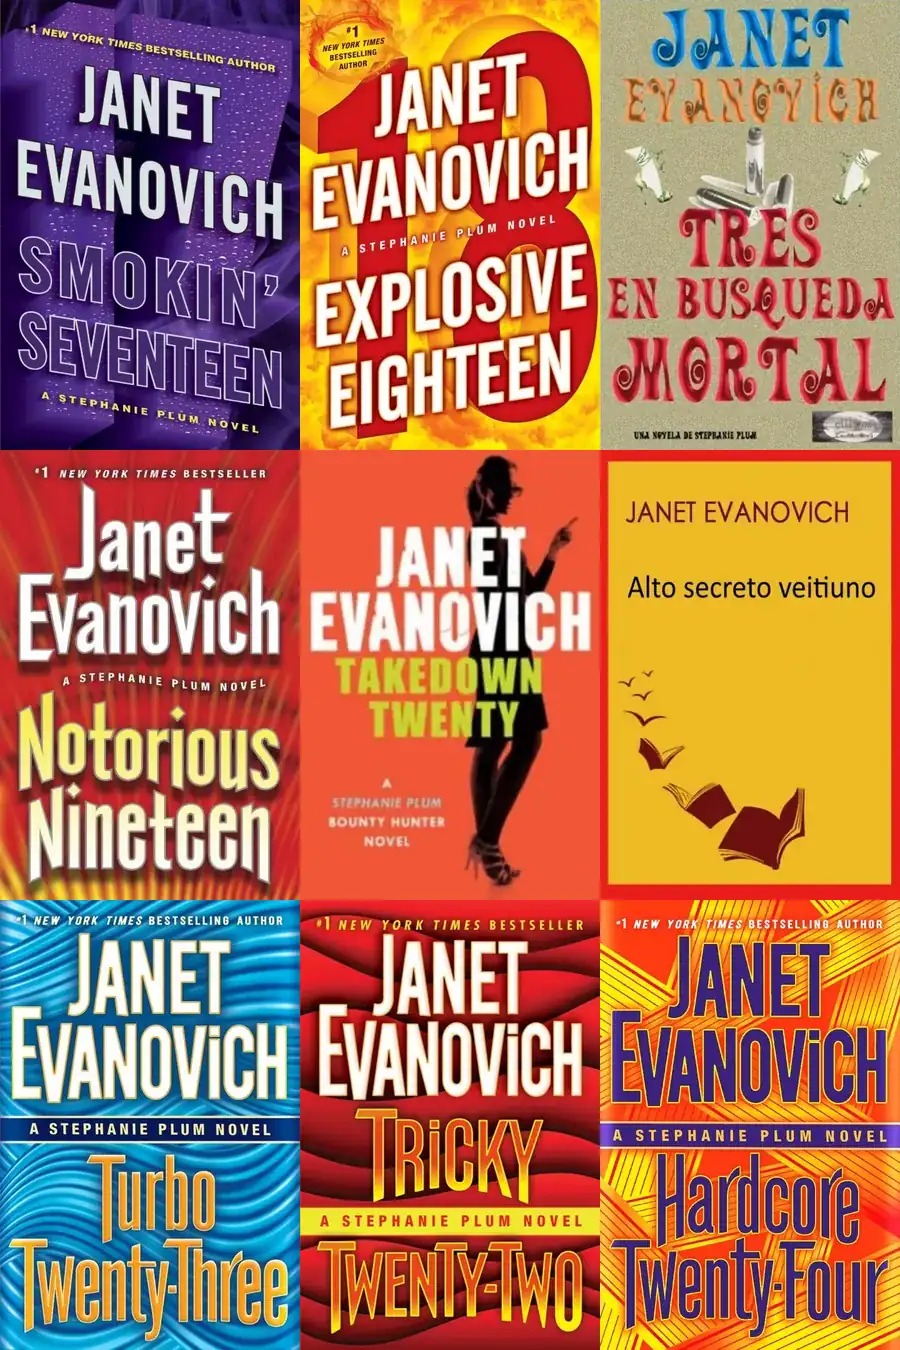 #1 NEW YORK TIMES BESTSELLING AUTHOR
JANET
EVANOVICH
SMOKIN'
SEVENTEEN
A STEPHANIE PLUM NOVEL
#1
NEW YORK TIMES
BESTSELLING
AUTHOR
18
JANET
EVANOVICH
A STEPHANIE PLUM NOVEL
EXPLOSIVE
EIGHTEEN
JANET
EVANOVICH
TRES
EN BUSQUEDA
MORTAL
UNA NOVELA DE STEPHANIE PLUM
#1 NEW YORK TIMES BESTSELLER
Janet
Evanovich
A STEPHANIE PLUM NOVEL
Notorious
Nineteen
JANET
EVANOVICH
TAKEDOWN
TWENTY
A
STEPHANIE PLUM
BOUNTY HUNTER
NOVEL
JANET EVANOVICH
Alto secreto veitiuno
#1 NEW YORK TIMES BESTSELLING AUTHOR
JANET
EVANOViCH
A STEPHANIE PLUM NOVEL
Turbo
Twenty-Three
#1 NEW YORK TIMES BESTSELLER
JANET
EVANOViCH
TRiCKY
A STEPHANIE PLUM NOVEL
TWENTY-TWO
#1 NEW YORK TIMES BESTSELLING AUTHOR
JANET
EVANOViCH
A STEPHANIE PLUM NOVEL
Hardcore
Twenty-Four